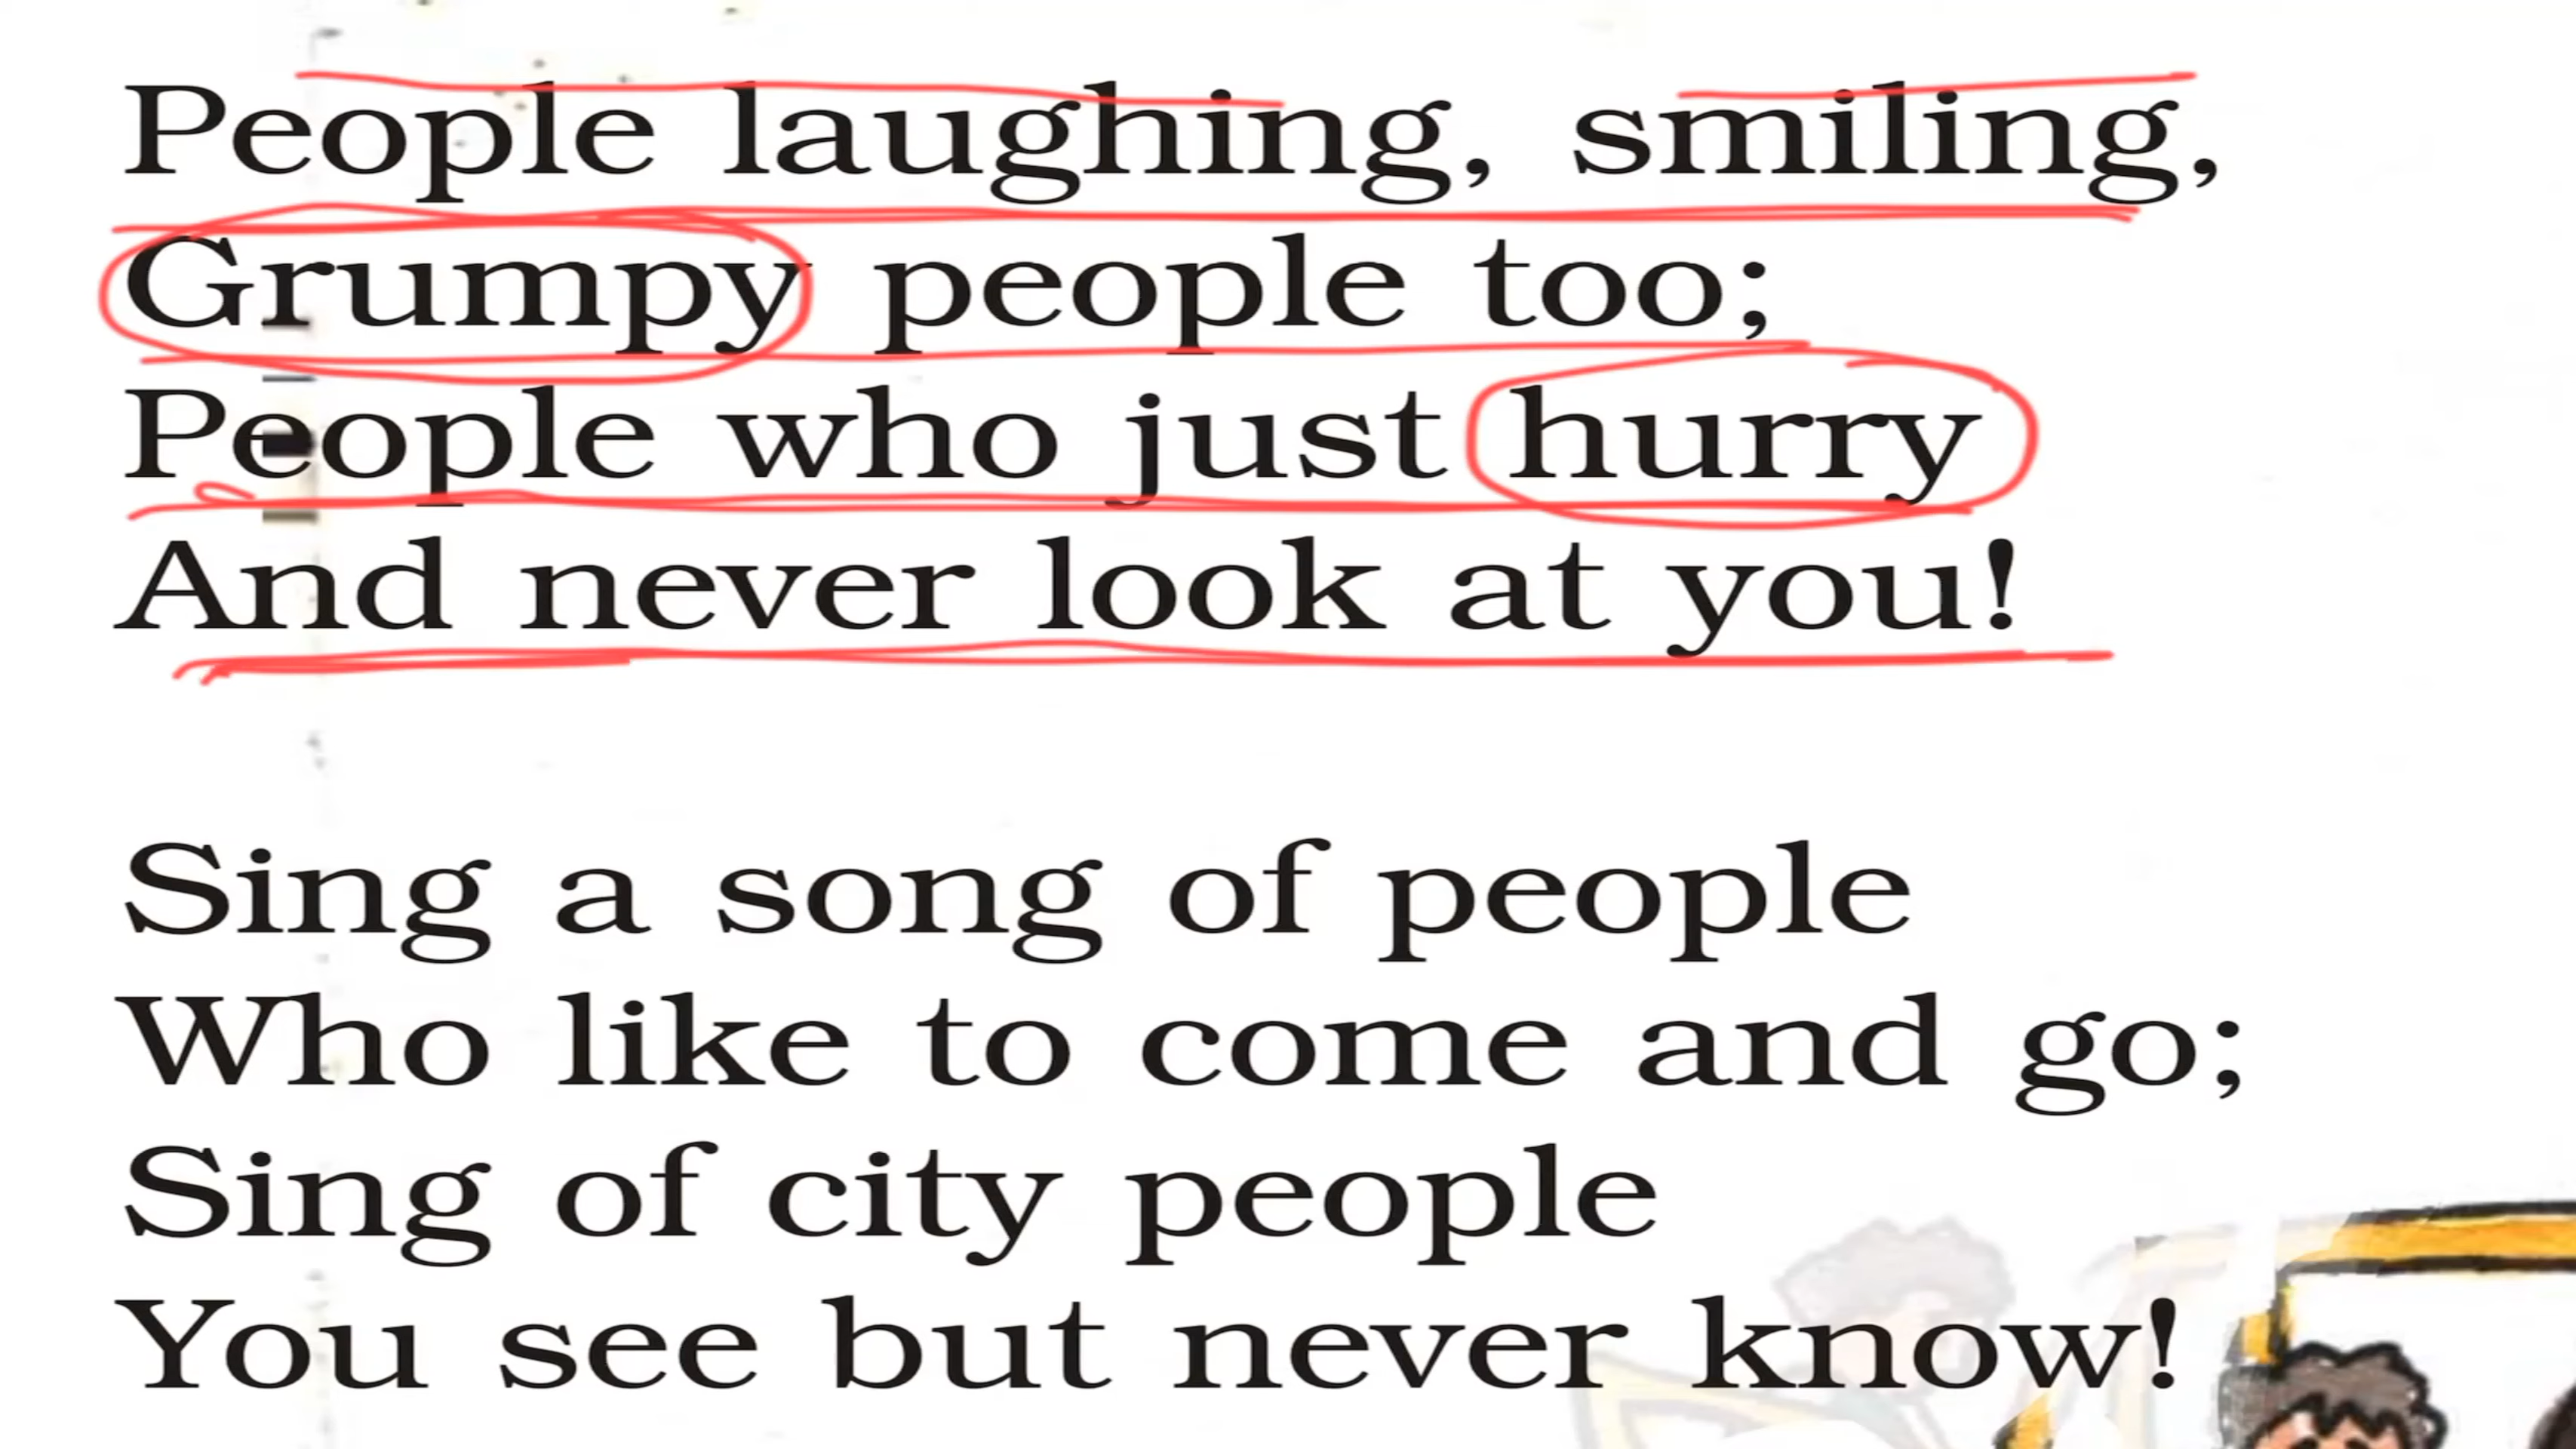 People laughing, smiling,
Grumpy people too;
People who just hurry
And never look at you!
Sing a song of people
Who like to come and go;
Sing of city people
You see but never know!